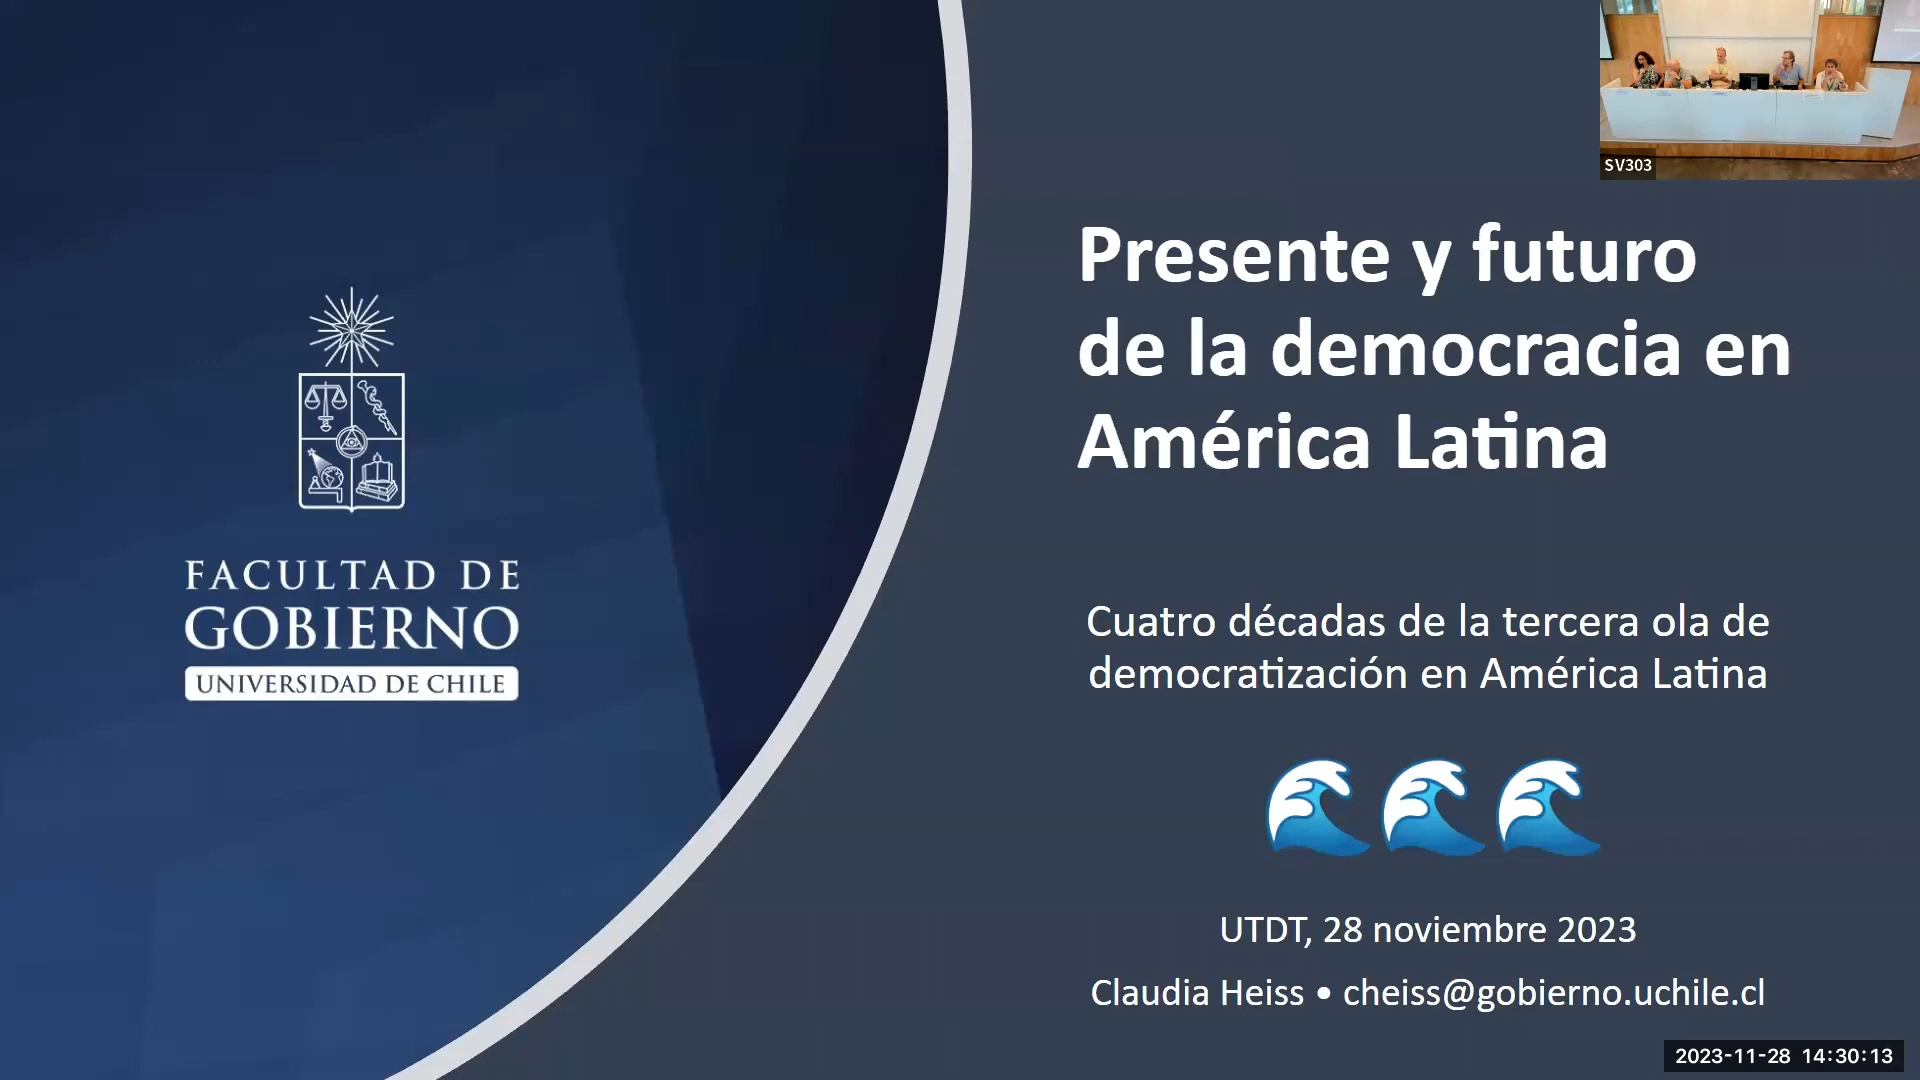 SV303
Presente y futuro
de la democracia en
América Latina
FACULTAD DE
GOBIERNO
UNIVERSIDAD DE CHILE
Cuatro décadas de la tercera ola de
democratización en América Latina
UTDT, 28 noviembre 2023
Claudia Heiss • cheiss@gobierno.uchile.cl
2023-11-28 14:30:13